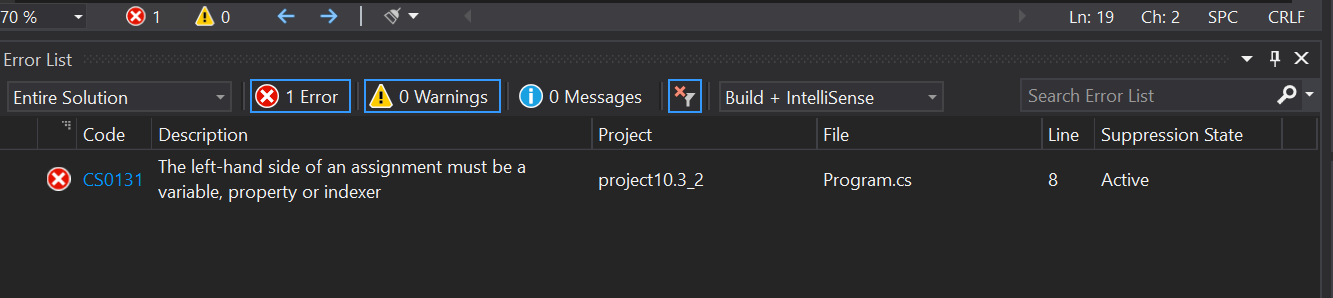 70 %
1
0
Ln: 19
Ch: 2
SPC
CRLF
Error List
Entire Solution
1 Error
0 Warnings
0 Messages
Build + IntelliSense
Search Error List
Code
Description
Project
File
Line
Suppression State
CS0131
The left-hand side of an assignment must be a
variable, property or indexer
project10.3_2
Program.cs
8
Active